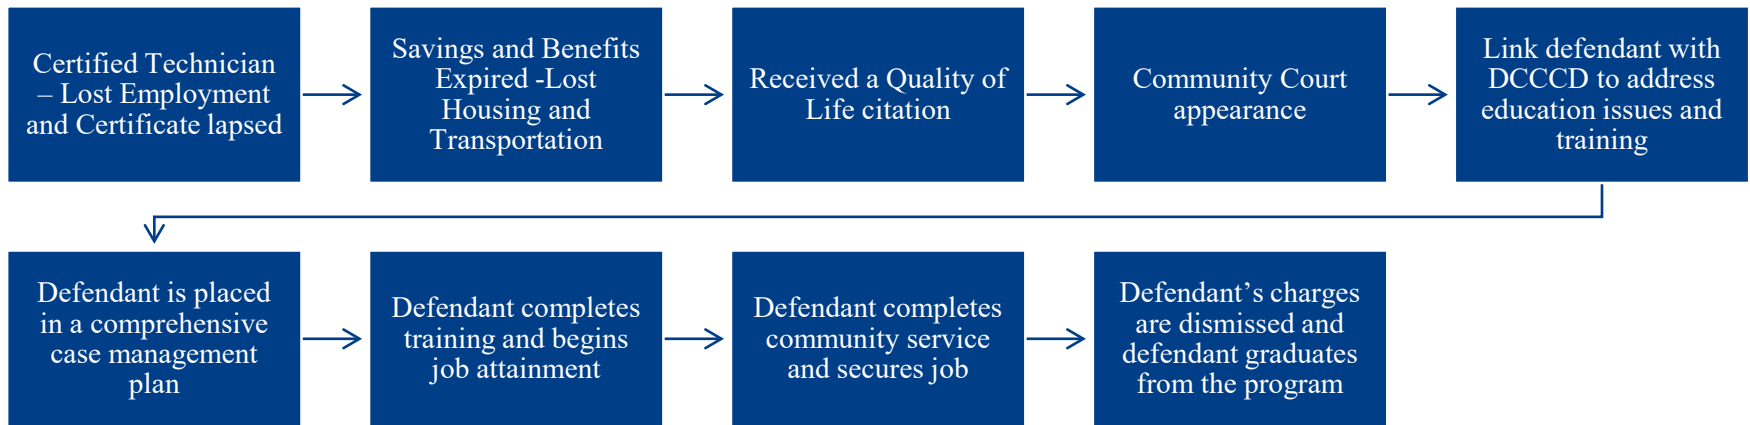 Certified Technician
– Lost Employment
and Certificate lapsed
Savings and Benefits
Expired -Lost
Housing and
Transportation
Received a Quality of
Life citation
Community Court
appearance
Link defendant with
DCCCD to address
education issues and
training
Defendant is placed
in a comprehensive
case management
plan
Defendant completes
training and begins
job attainment
Defendant completes
community service
and secures job
Defendant’s charges
are dismissed and
defendant graduates
from the program